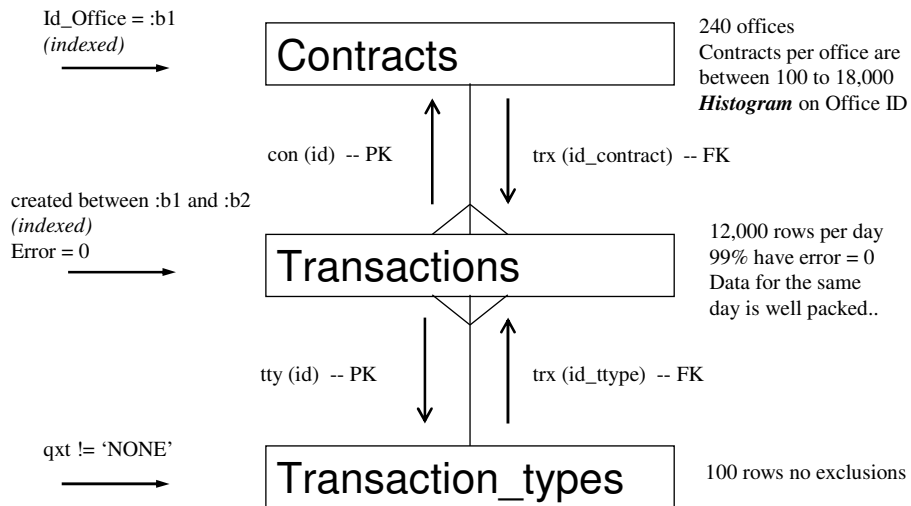 Id_Office = :b1
(indexed)
Contracts
240 offices
Contracts per office are
between 100 to 18,000
Histogram on Office ID
con (id)  -- PK
trx (id_contract) -- FK
created between :b1 and :b2
(indexed)
Error = 0
Transactions
12,000 rows per day
99% have error = 0
Data for the same
day is well packed..
tty (id)  -- PK
trx (id_ttype)  -- FK
qxt != ‘NONE’
Transaction_types
100 rows no exclusions